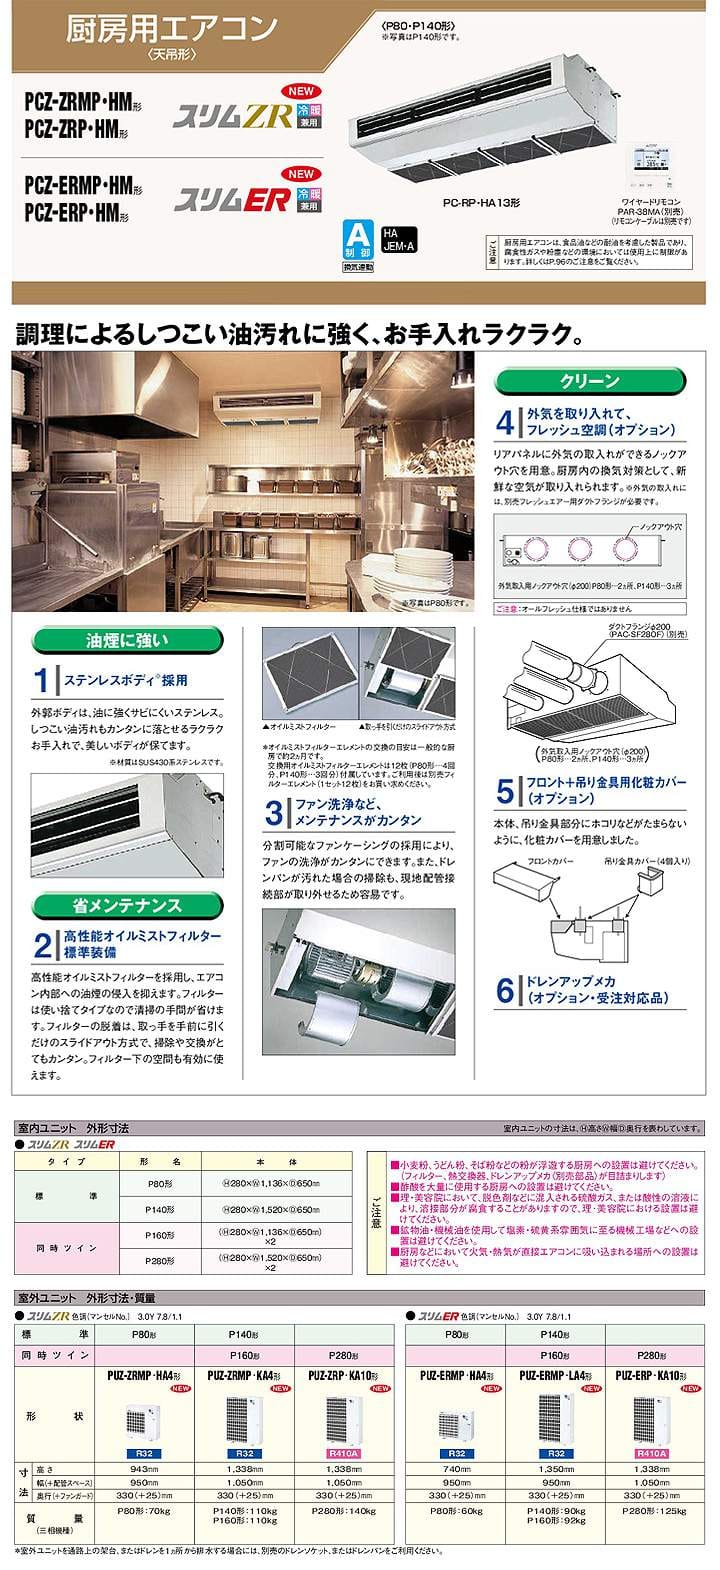 厨房用エアコン
〈天吊形〉
〈P80・P140形〉
※写真はP140形です。
PCZ-ZRMP・HM形
PCZ-ZRP・HM形
NEW
スリムZR
冷暖兼用
PCZ-ERMP・HM形
PCZ-ERP・HM形
NEW
スリムER
冷暖兼用
PC-RP・HA13形
ワイヤードリモコン
PAR-38MA(別売)
(リモコンケーブルは別売です)
A
制御
換気連動
HA
JEM-A
ご注意
厨房用エアコンは、食品油などの耐油を考慮した製品であり、
腐食性ガスや粉塵などの環境においては使用上に制限があ
ります。詳しくはP.96のご注意をご覧ください。
調理によるしつこい油汚れに強く、お手入れラクラク。
※写真はP80形です。
油煙に強い
1 ステンレスボディ※採用
外郭ボディは、油に強くサビにくいステンレス。
しつこい油汚れもカンタンに落とせるラクラク
お手入れで、美しいボディが保てます。
※材質はSUS430系ステンレスです。
省メンテナンス
2 高性能オイルミストフィルター
標準装備
高性能オイルミストフィルターを採用し、エアコ
ン内部への油煙の侵入を抑えます。フィルター
は使い捨てタイプなので清掃の手間が省けま
す。フィルターの脱着は、取っ手を手前に引く
だけのスライドアウト方式で、掃除や交換がと
てもカンタン。フィルター下の空間も有効に使
えます。
▲オイルミストフィルター
▲取っ手を引くだけのスライドアウト方式
※オイルミストフィルターエレメントの交換の目安は一般的な厨
房で約2ヵ月です。
交換用オイルミストフィルターエレメントは12枚(P80形…4回
分、P140形…3回分)付属しています。ご利用後は別売フィ
ルターエレメント(1セット12枚)をお買い求めください。
3 ファン洗浄など、
メンテナンスがカンタン
分割可能なファンケーシングの採用により、
ファンの洗浄がカンタンにできます。また、ドレ
ンパンが汚れた場合の掃除も、現地配管接
続部が取り外せるため容易です。
クリーン
4 外気を取り入れて、
フレッシュ空調(オプション)
リアパネルに外気の取入れができるノックア
ウト穴を用意。厨房内の換気対策として、新
鮮な空気が取り入れられます。※外気の取入れに
は、別売フレッシュエアー用ダクトフランジが必要です。
ノックアウト穴
外気取入用ノックアウト穴(φ200)P80形…2ヵ所、P140形…3ヵ所
ご注意:オールフレッシュ仕様ではありません
ダクトフランジφ200
(PAC-SF28OF)(別売)
(外気取入用ノックアウト穴(φ200)
P80形…2ヵ所、P140形…3ヵ所)
5 フロント+吊り金具用化粧カバー
(オプション)
本体、吊り金具部分にホコリなどがたまらない
ように、化粧カバーを用意しました。
フロントカバー
吊り金具カバー(4個入り)
6 ドレンアップメカ
(オプション・受注対応品)
室内ユニット 外形寸法
室内ユニットの寸法は、Ⓗ高さⓌ幅Ⓓ奥行を表わしています。
●スリムZR スリムER
タイプ 形名 本体
標準 P80形 Ⓗ280×Ⓦ1,136×Ⓓ650mm
P140形 Ⓗ280×Ⓦ1,520×Ⓓ650mm
同時ツイン P160形 (Ⓗ280×Ⓦ1,136×Ⓓ650m)
×2
P280形 (Ⓗ280×Ⓦ1,520×Ⓓ650m)
×2
ご注意
■小麦粉、うどん粉、そば粉などの粉が浮遊する厨房への設置は避けてください。
(フィルター、熱交換器、ドレンアップメカ(別売部品)が目詰まりします)
■酢酸を大量に使用する厨房への設置は避けてください。
■理・美容院において、脱色剤などに混入される硫酸ガス、または酸性の溶液に
より、溶接部分が腐食することがありますので、理・美容院における設置は避
けてください。
■鉱物油・機械油を使用して塩素・硫黄系雰囲気に至る機械工場などへの設
置は避けてください。
■厨房などにおいて火気・熱気が直接エアコンに吸い込まれる場所への設置は
避けてください。
室外ユニット 外形寸法・質量
●スリムZR 色調(マンセルNo.) 3.0Y 7.8/1.1
標準 P80形 P140形
同時ツイン P160形 P280形
形状
PUZ-ZRMP・HA4形 PUZ-ZRMP・KA4形 PUZ-ZRP・KA10形
NEW NEW NEW
R32 R32 R410A
寸法
高さ 943mm 1,338mm 1,338mm
幅(+配管スペース) 950mm 1,050mm 1,050mm
奥行(+ファンガード) 330(+25)mm 330(+25)mm 330(+25)mm
質量
(三相機種)
P80形:70kg P140形:110kg P280形:140kg
P160形:110kg
●スリムER 色調(マンセルNo.) 3.0Y 7.8/1.1
P80形 P140形
P160形 P280形
PUZ-ERMP・HA4形 PUZ-ERMP・LA4形 PUZ-ERP・KA10形
NEW NEW NEW
R32 R32 R410A
740mm 1,350mm 1,338mm
950mm 950mm 1,050mm
330(+25)mm 330(+25)mm 330(+25)mm
P80形:60kg P140形:90kg P280形:125kg
P160形:92kg
※室外ユニットを通路上の架台、またはドレンを1ヵ所から排水する場合には、別売のドレンソケット、またはドレンパンをご利用ください。